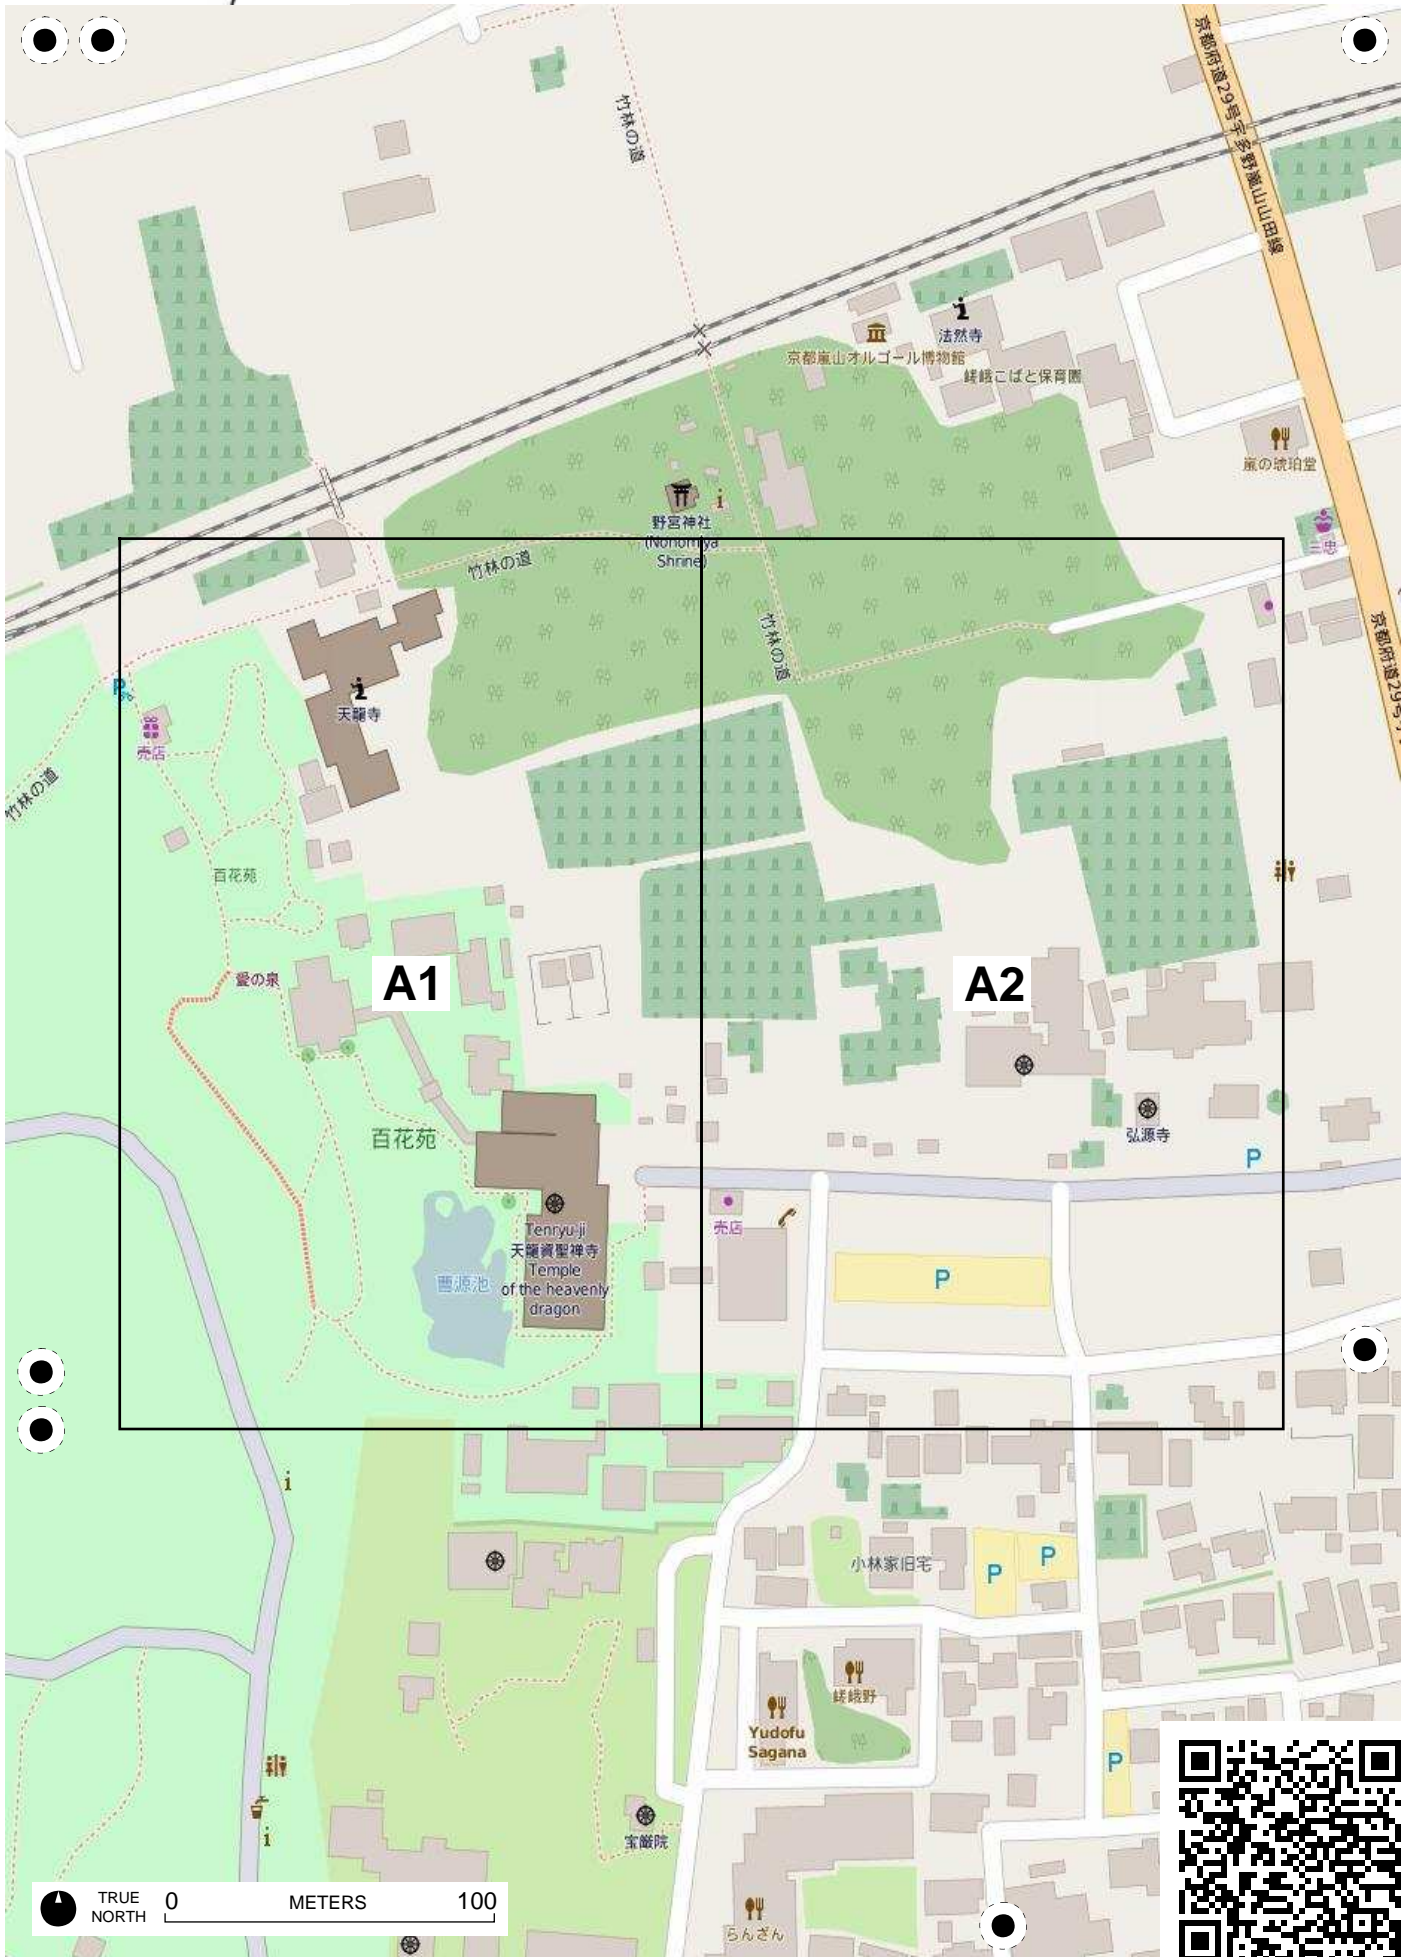 竹林の道
京都府道29号宇多野嵐山山田線
法然寺
京都嵐山オルゴール博物館
嵯峨こばと保育園
嵐の琥珀堂
野宮神社
(Nonomiya
Shrine)
三忠
竹林の道
竹林の道
京都府道29号
P
天龍寺
売店
竹林の道
百花苑
愛の泉
A1
A2
百花苑
弘源寺
P
Tenryu-ji
天龍資聖禅寺
Temple
of the heavenly
dragon
売店
曹源池
P
小林家旧宅
P
P
嵯峨野
Yudofu
Sagana
P
宝厳院
らんざん
TRUE
NORTH
0 METERS 100